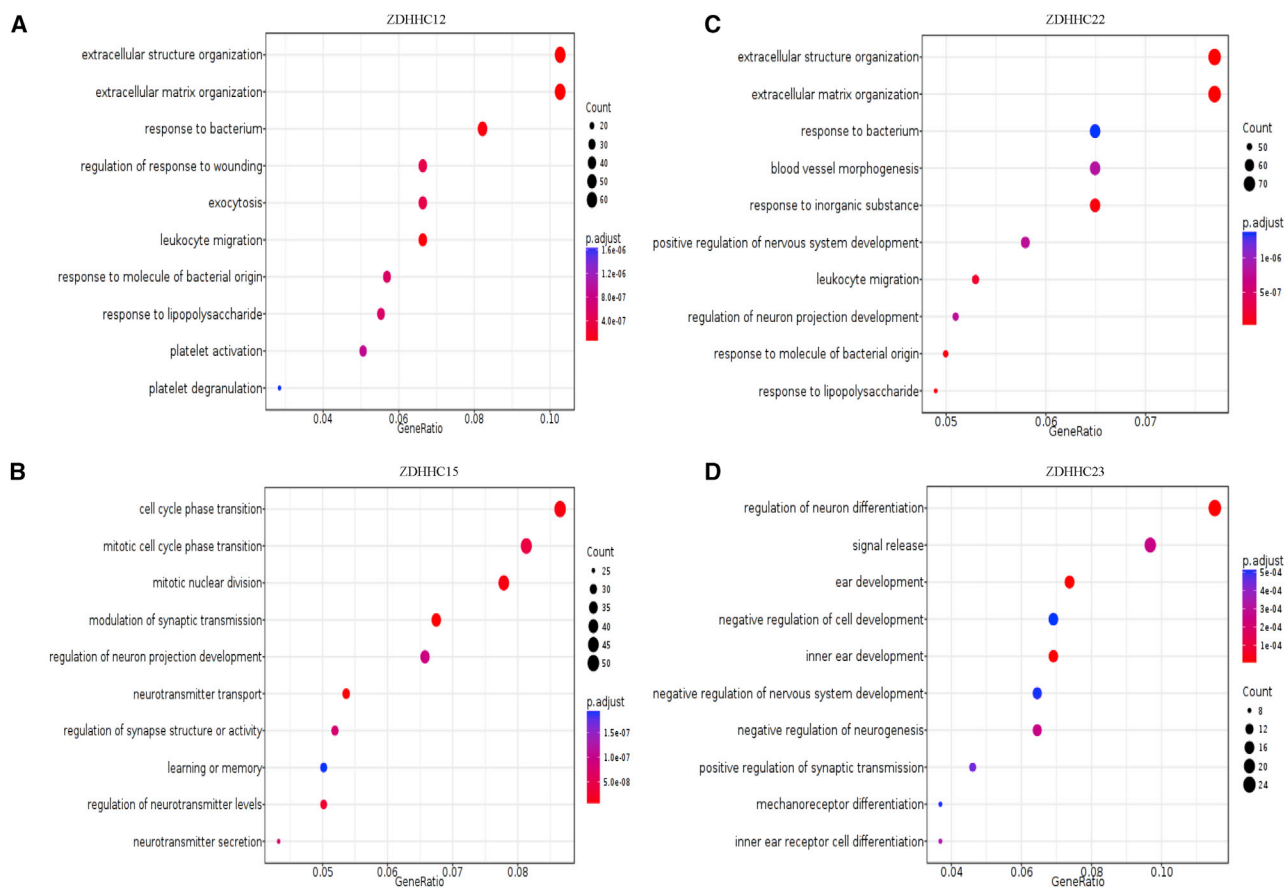 A
ZDHHC12
extracellular structure organization
extracellular matrix organization
response to bacterium
regulation of response to wounding
exocytosis
leukocyte migration
response to molecule of bacterial origin
response to lipopolysaccharide
platelet activation
platelet degranulation
0.04 0.06 0.08 0.10
GeneRatio
Count
20
30
40
50
60
p.adjust
1.6e-06
1.2e-06
8.0e-07
4.0e-07
C
ZDHHC22
extracellular structure organization
extracellular matrix organization
response to bacterium
blood vessel morphogenesis
response to inorganic substance
positive regulation of nervous system development
leukocyte migration
regulation of neuron projection development
response to molecule of bacterial origin
response to lipopolysaccharide
0.05 0.06 0.07
GeneRatio
Count
50
60
70
p.adjust
1e-06
5e-07
B
ZDHHC15
cell cycle phase transition
mitotic cell cycle phase transition
mitotic nuclear division
modulation of synaptic transmission
regulation of neuron projection development
neurotransmitter transport
regulation of synapse structure or activity
learning or memory
regulation of neurotransmitter levels
neurotransmitter secretion
0.05 0.06 0.07 0.08
GeneRatio
Count
25
30
35
40
45
50
p.adjust
1.5e-07
1.0e-07
5.0e-08
D
ZDHHC23
regulation of neuron differentiation
signal release
ear development
negative regulation of cell development
inner ear development
negative regulation of nervous system development
negative regulation of neurogenesis
positive regulation of synaptic transmission
mechanoreceptor differentiation
inner ear receptor cell differentiation
0.04 0.06 0.08 0.10
GeneRatio
p.adjust
5e-04
4e-04
3e-04
2e-04
1e-04
Count
8
12
16
20
24